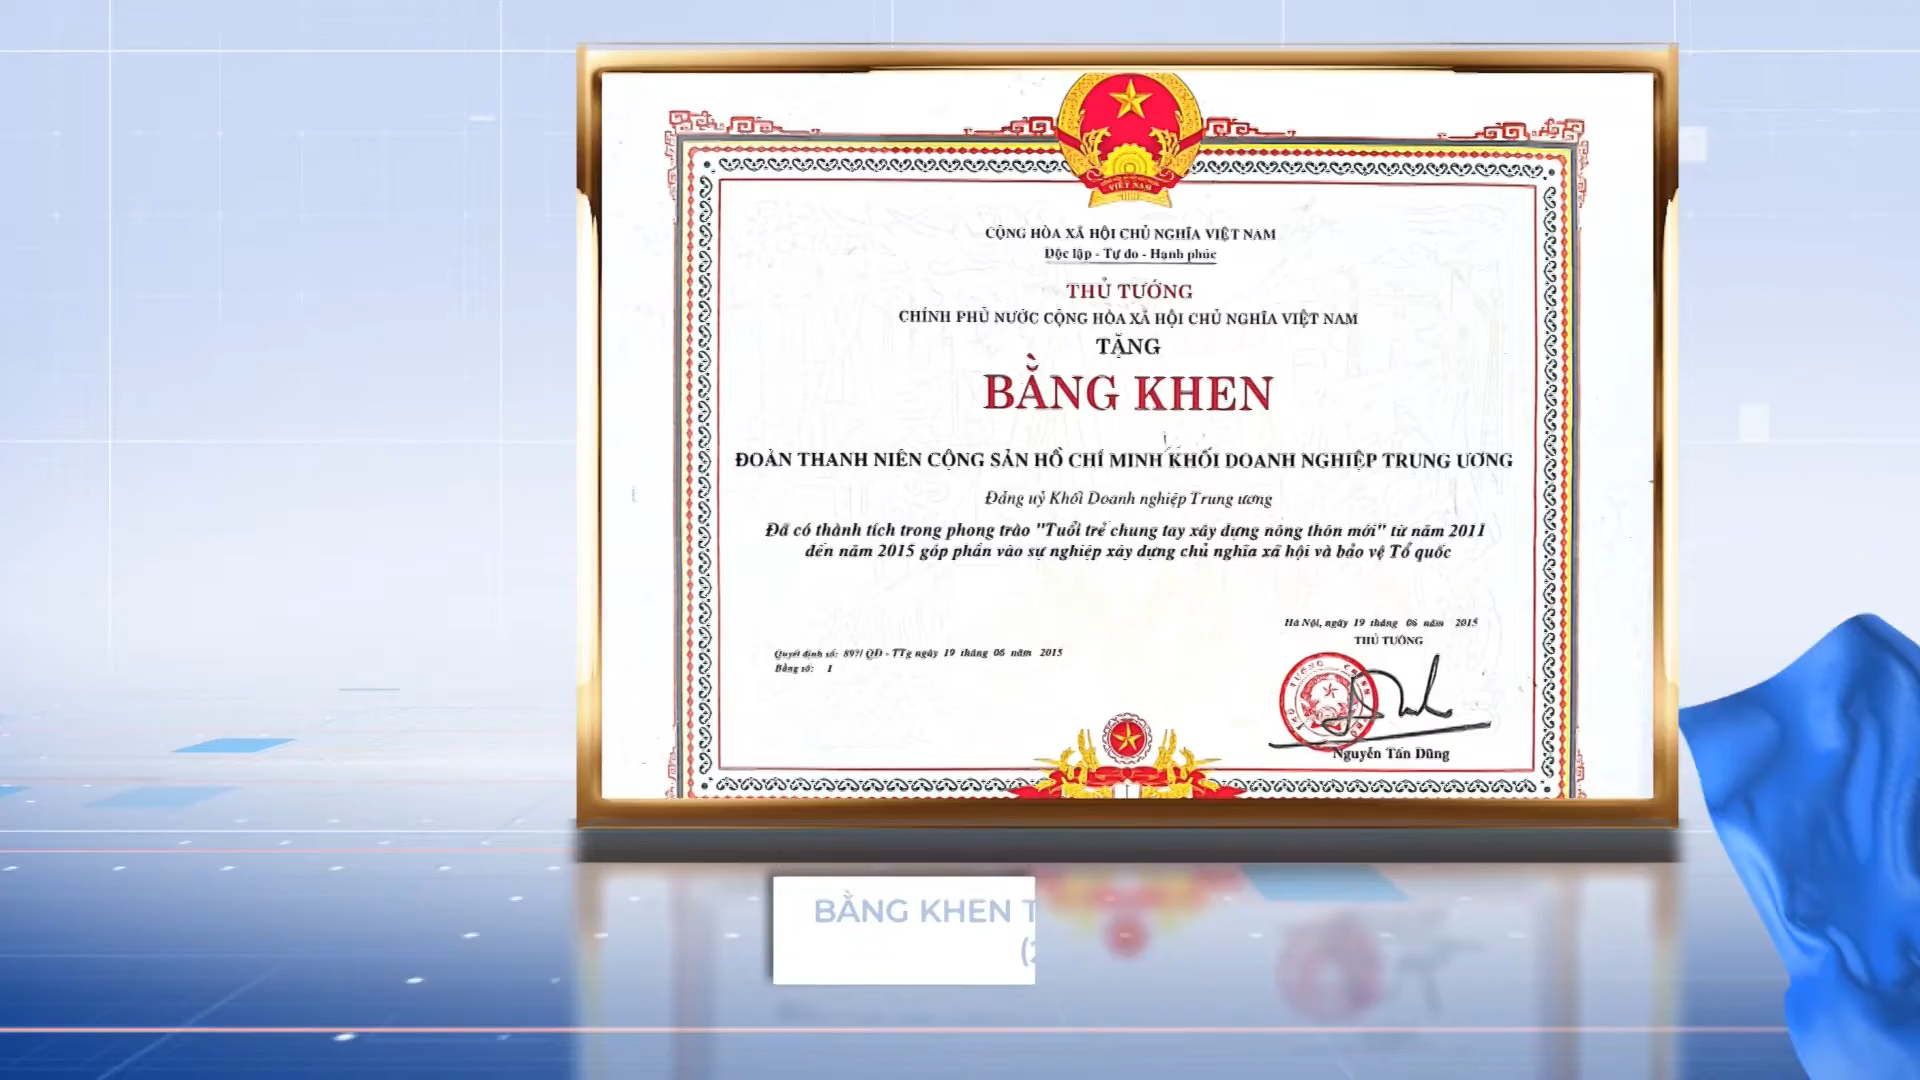 VIỆT NAM
CỘNG HÒA XÃ HỘI CHỦ NGHĨA VIỆT NAM
Độc lập - Tự do - Hạnh phúc
THỦ TƯỚNG
CHÍNH PHỦ NƯỚC CỘNG HÒA XÃ HỘI CHỦ NGHĨA VIỆT NAM
TẶNG
BẰNG KHEN
ĐOÀN THANH NIÊN CỘNG SẢN HỒ CHÍ MINH KHỐI DOANH NGHIỆP TRUNG ƯƠNG
Đảng uỷ Khối Doanh nghiệp Trung ương
Đã có thành tích trong phong trào "Tuổi trẻ chung tay xây dựng nông thôn mới" từ năm 2011
đến năm 2015 góp phần vào sự nghiệp xây dựng chủ nghĩa xã hội và bảo vệ Tổ quốc
Hà Nội, ngày 19 tháng 06 năm 2015
THỦ TƯỚNG
Quyết định số: QĐ - TTg ngày 19 tháng 06 năm 2015
Bằng số: 1
Nguyễn Tấn Dũng
BẰNG KHEN T